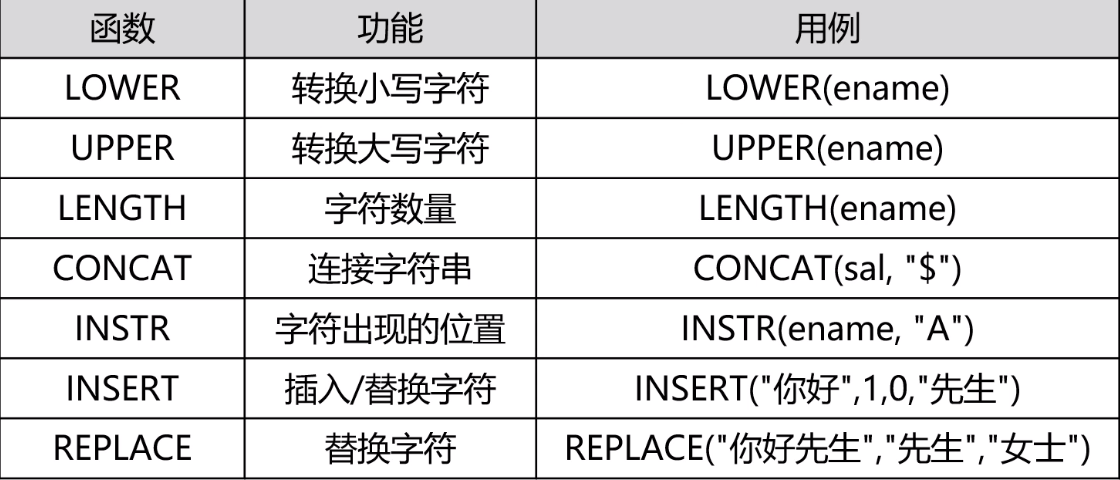 函数 功能 用例
LOWER 转换小写字符 LOWER(ename)
UPPER 转换大写字符 UPPER(ename)
LENGTH 字符数量 LENGTH(ename)
CONCAT 连接字符串 CONCAT(sal, "$")
INSTR 字符出现的位置 INSTR(ename, "A")
INSERT 插入/替换字符 INSERT("你好",1,0,"先生")
REPLACE 替换字符 REPLACE("你好先生","先生","女士")